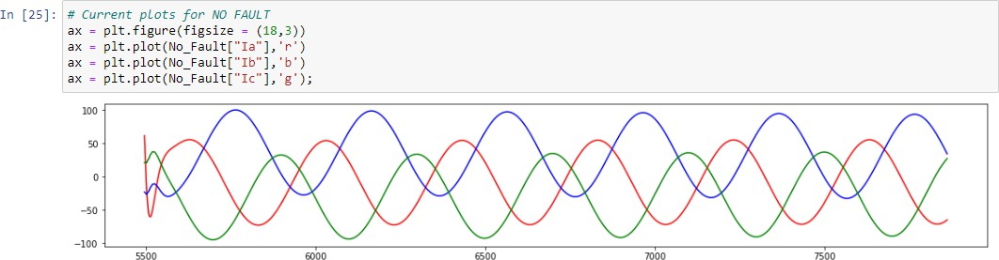 In [25]: # Current plots for NO FAULT
ax = plt.figure(figsize = (18,3))
ax = plt.plot(No_Fault["Ia"],'r')
ax = plt.plot(No_Fault["Ib"],'b')
ax = plt.plot(No_Fault["Ic"],'g');
100
50
0
−50
−100
5500 6000 6500 7000 7500